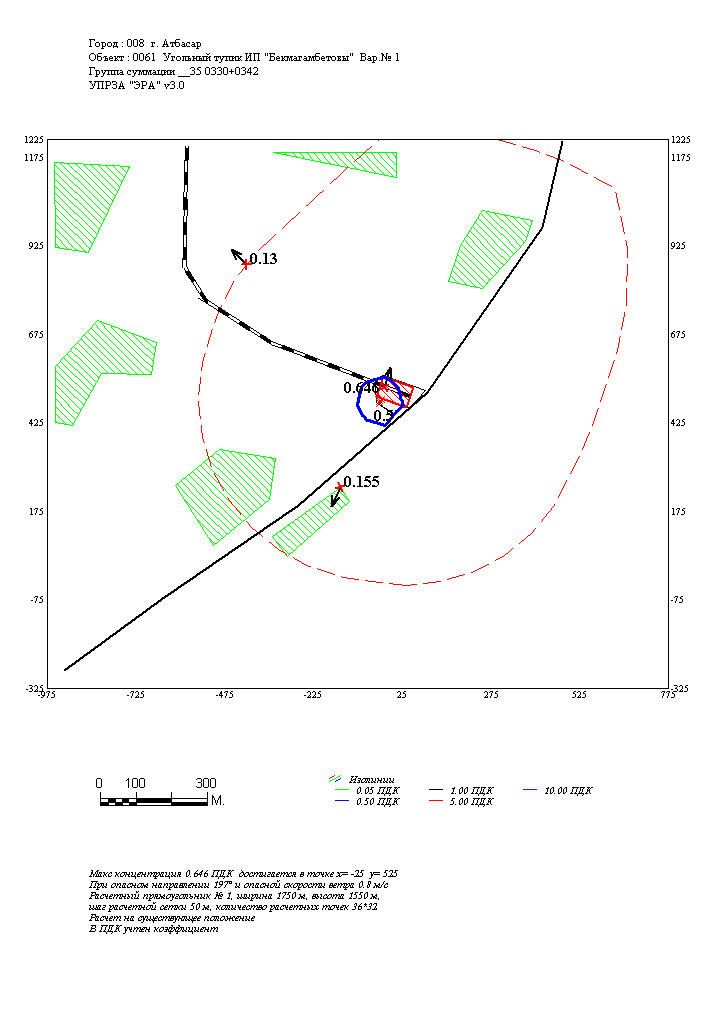 Город : 008 г. Атбасар
Объект : 0061 Угольный тупик ИП "Бекмагамбетовы" Вар.№ 1
Группа суммации __35 0330+0342
УПРЗА "ЭРА" v3.0
1225 1225
1175 1175
0.13
925 925
675 675
0.646
0.5
425 425
0.155
175 175
-75 -75
-325 -325
-975 -725 -475 -225 25 275 525 775
0 100 300
М.
Изолинии
0.05 ПДК 1.00 ПДК 10.00 ПДК
0.50 ПДК 5.00 ПДК
Макс концентрация 0.646 ПДК достигается в точке x= -25 y= 525
При опасном направлении 197° и опасной скорости ветра 0.8 м/с
Расчетный прямоугольник № 1, ширина 1750 м, высота 1550 м,
шаг расчетной сетки 50 м, количество расчетных точек 36*32
Расчет на существующее положение
В ПДК учтен коэффициент